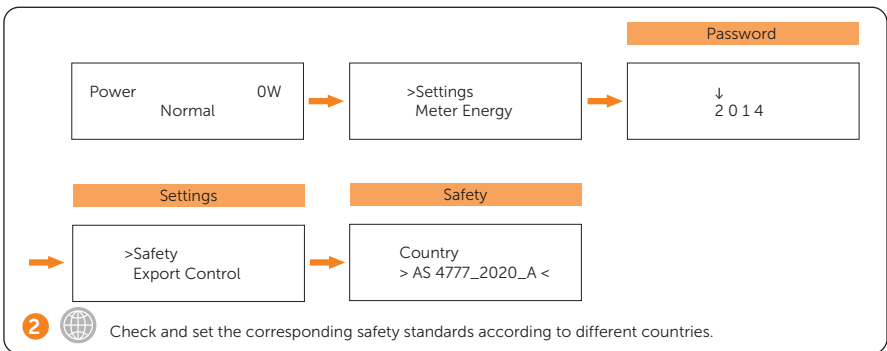 Password
Power 0W
Normal
>Settings
Meter Energy
↓
2 0 1 4
Settings
>Safety
Export Control
Safety
Country
> AS 4777_2020_A <
2 Check and set the corresponding safety standards according to different countries.